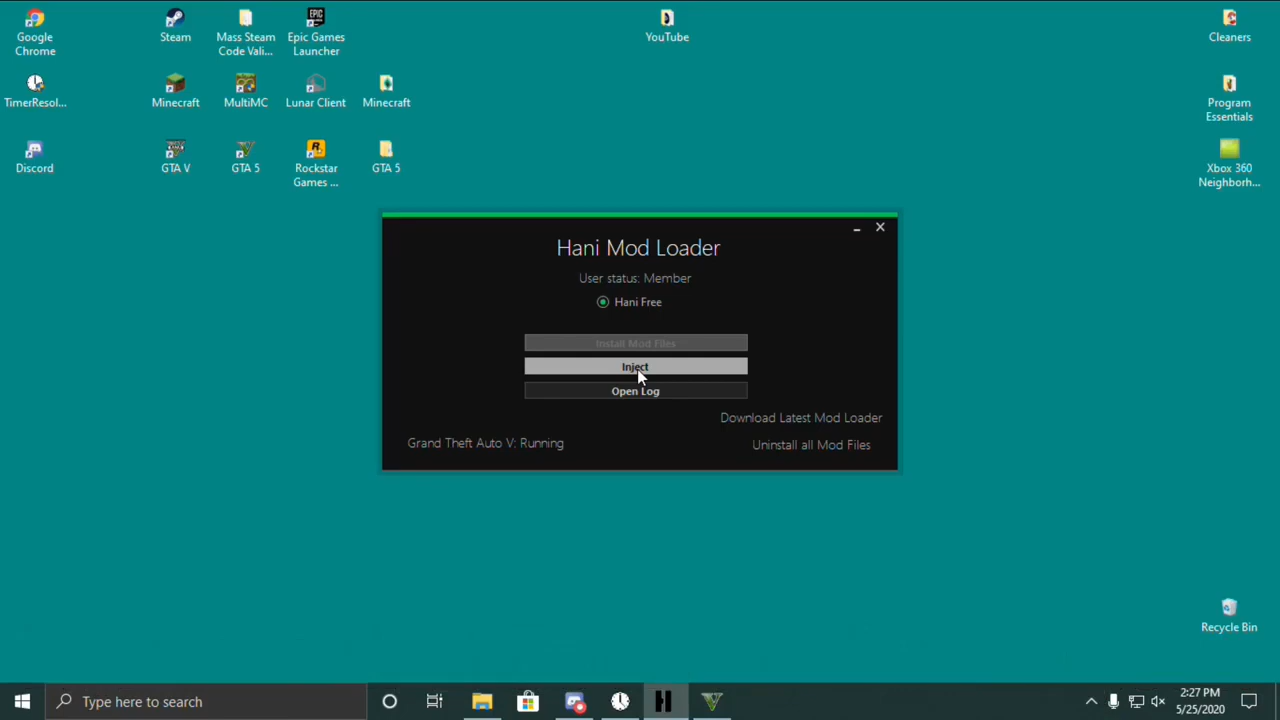 Google
Chrome
Steam
Mass Steam
Code Vali...
EPIC
GAMES
Epic Games
Launcher
YouTube
Cleaners
TimerResol...
Minecraft
MultiMC
Lunar Client
Minecraft
Program
Essentials
Discord
GTA V
GTA 5
Rockstar
Games ...
GTA 5
Xbox 360
Neighborh...
Hani Mod Loader
User status: Member
Hani Free
Install Mod Files
Inject
Open Log
Download Latest Mod Loader
Grand Theft Auto V: Running
Uninstall all Mod Files
Recycle Bin
Type here to search
2:27 PM
5/25/2020